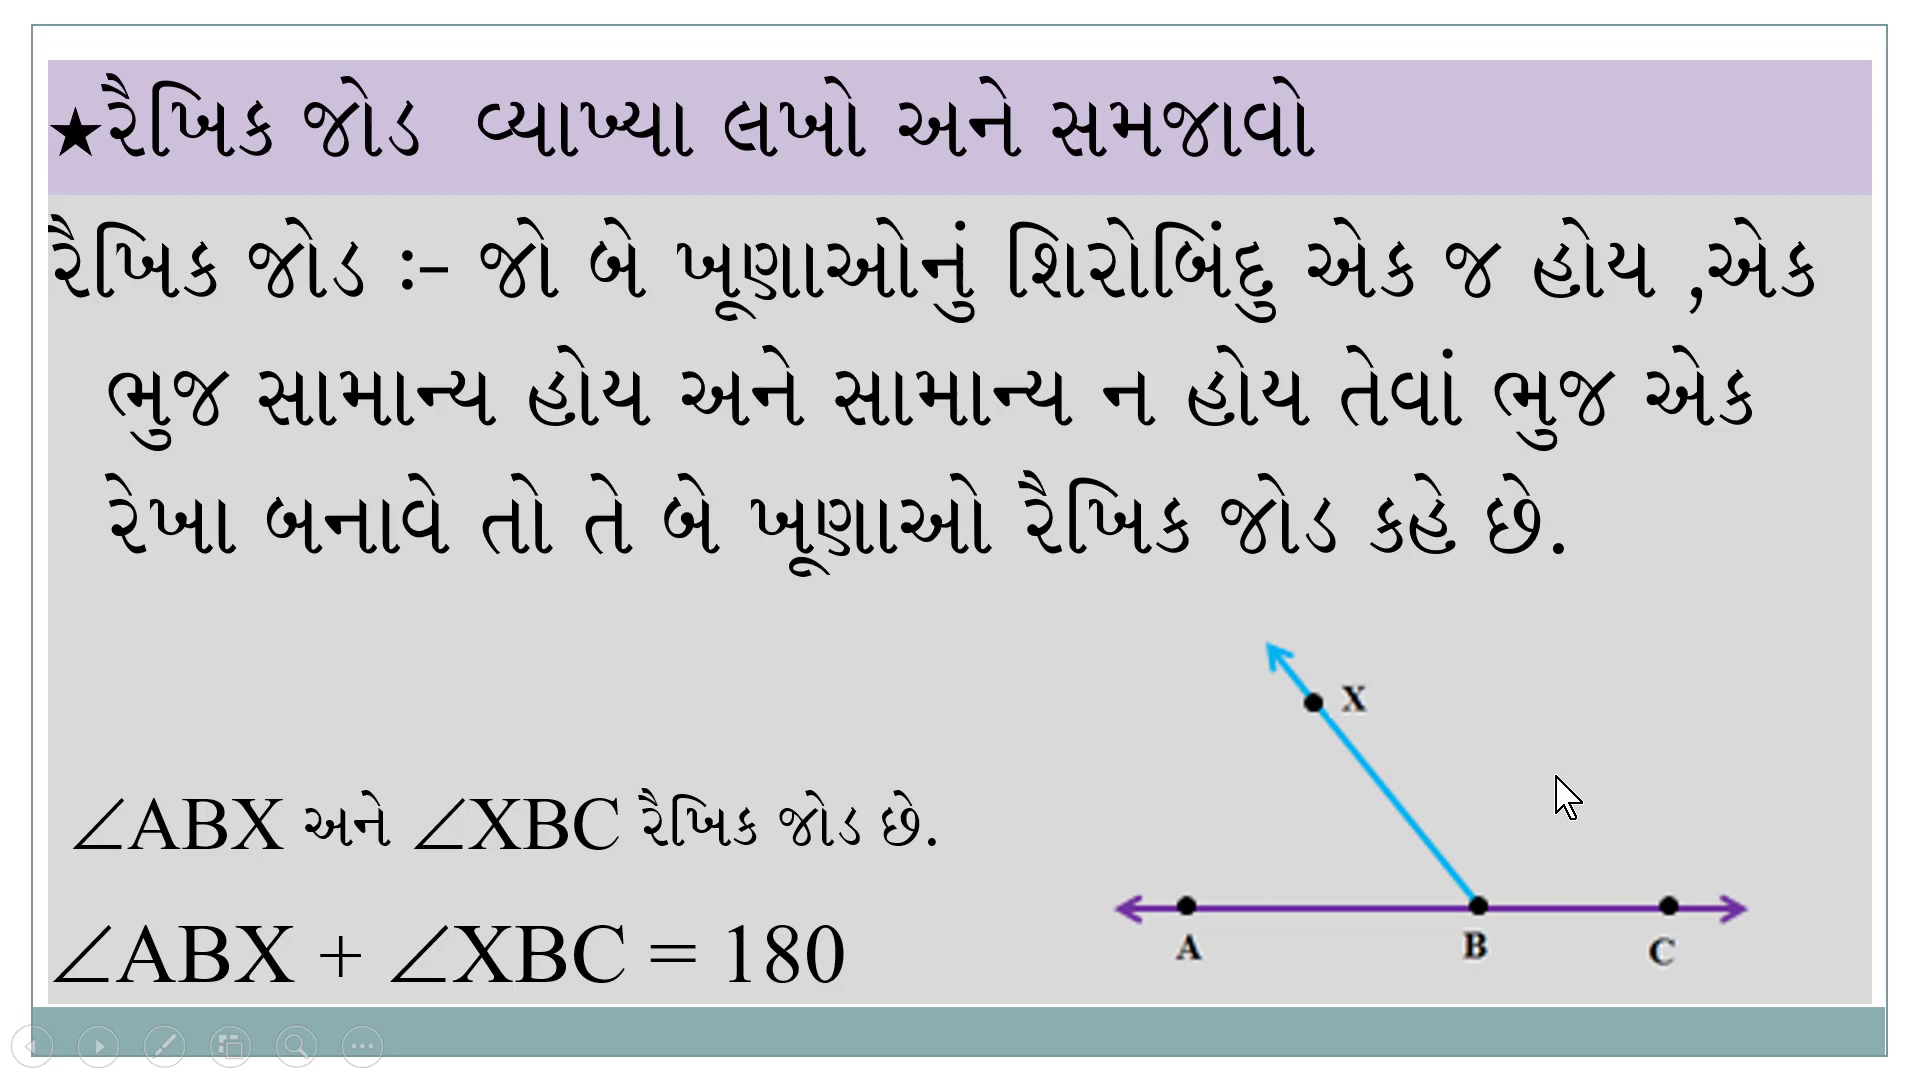 ★રૈખિક જોડ વ્યાખ્યા લખો અને સમજાવો
રૈખિક જોડ :- જો બે ખૂણાઓનું શિરોબિંદુ એક જ હોય ,એક
ભુજ સામાન્ય હોય અને સામાન્ય ન હોય તેવાં ભુજ એક
રેખા બનાવે તો તે બે ખૂણાઓ રૈખિક જોડ કહે છે.
X
∠ABX અને ∠XBC રૈખિક જોડ છે.
∠ABX + ∠XBC = 180
A B C